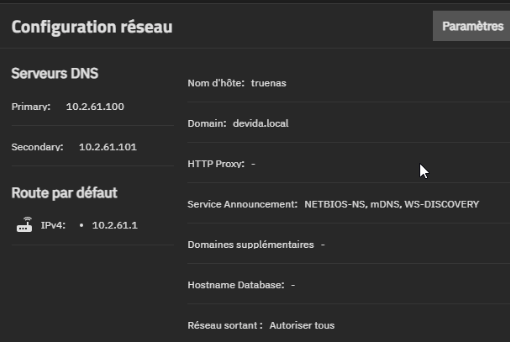 Configuration réseau
Paramètres
Serveurs DNS
Primary: 10.2.61.100
Secondary: 10.2.61.101
Route par défaut
IPv4: • 10.2.61.1
Nom d'hôte: truenas
Domain: devida.local
HTTP Proxy: -
Service Announcement: NETBIOS-NS, mDNS, WS-DISCOVERY
Domaines supplémentaires -
Hostname Database: -
Réseau sortant : Autoriser tous